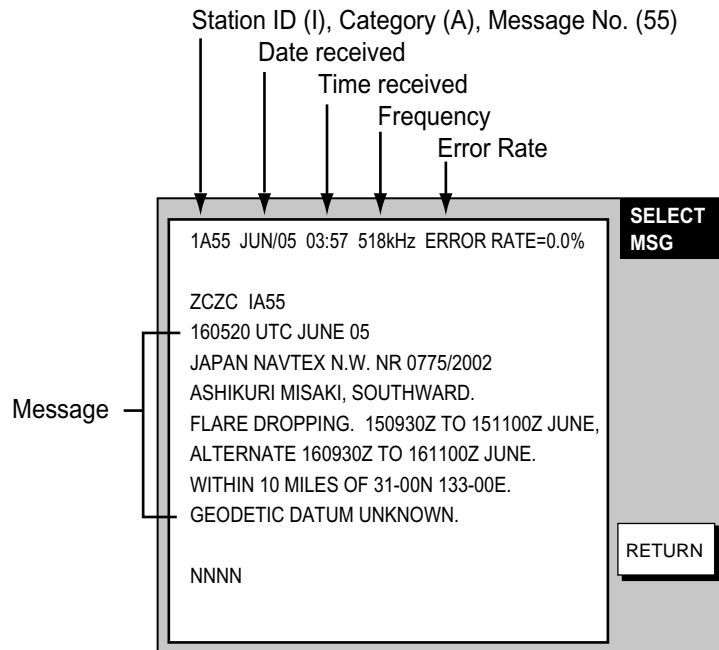 Station ID (I), Category (A), Message No. (55)
Date received
Time received
Frequency
Error Rate
SELECT
MSG
1A55 JUN/05 03:57 518kHz ERROR RATE=0.0%
ZCZC IA55
160520 UTC JUNE 05
JAPAN NAVTEX N.W. NR 0775/2002
ASHIKURI MISAKI, SOUTHWARD.
FLARE DROPPING. 150930Z TO 151100Z JUNE,
ALTERNATE 160930Z TO 161100Z JUNE.
WITHIN 10 MILES OF 31-00N 133-00E.
GEODETIC DATUM UNKNOWN.
NNNN
Message
RETURN